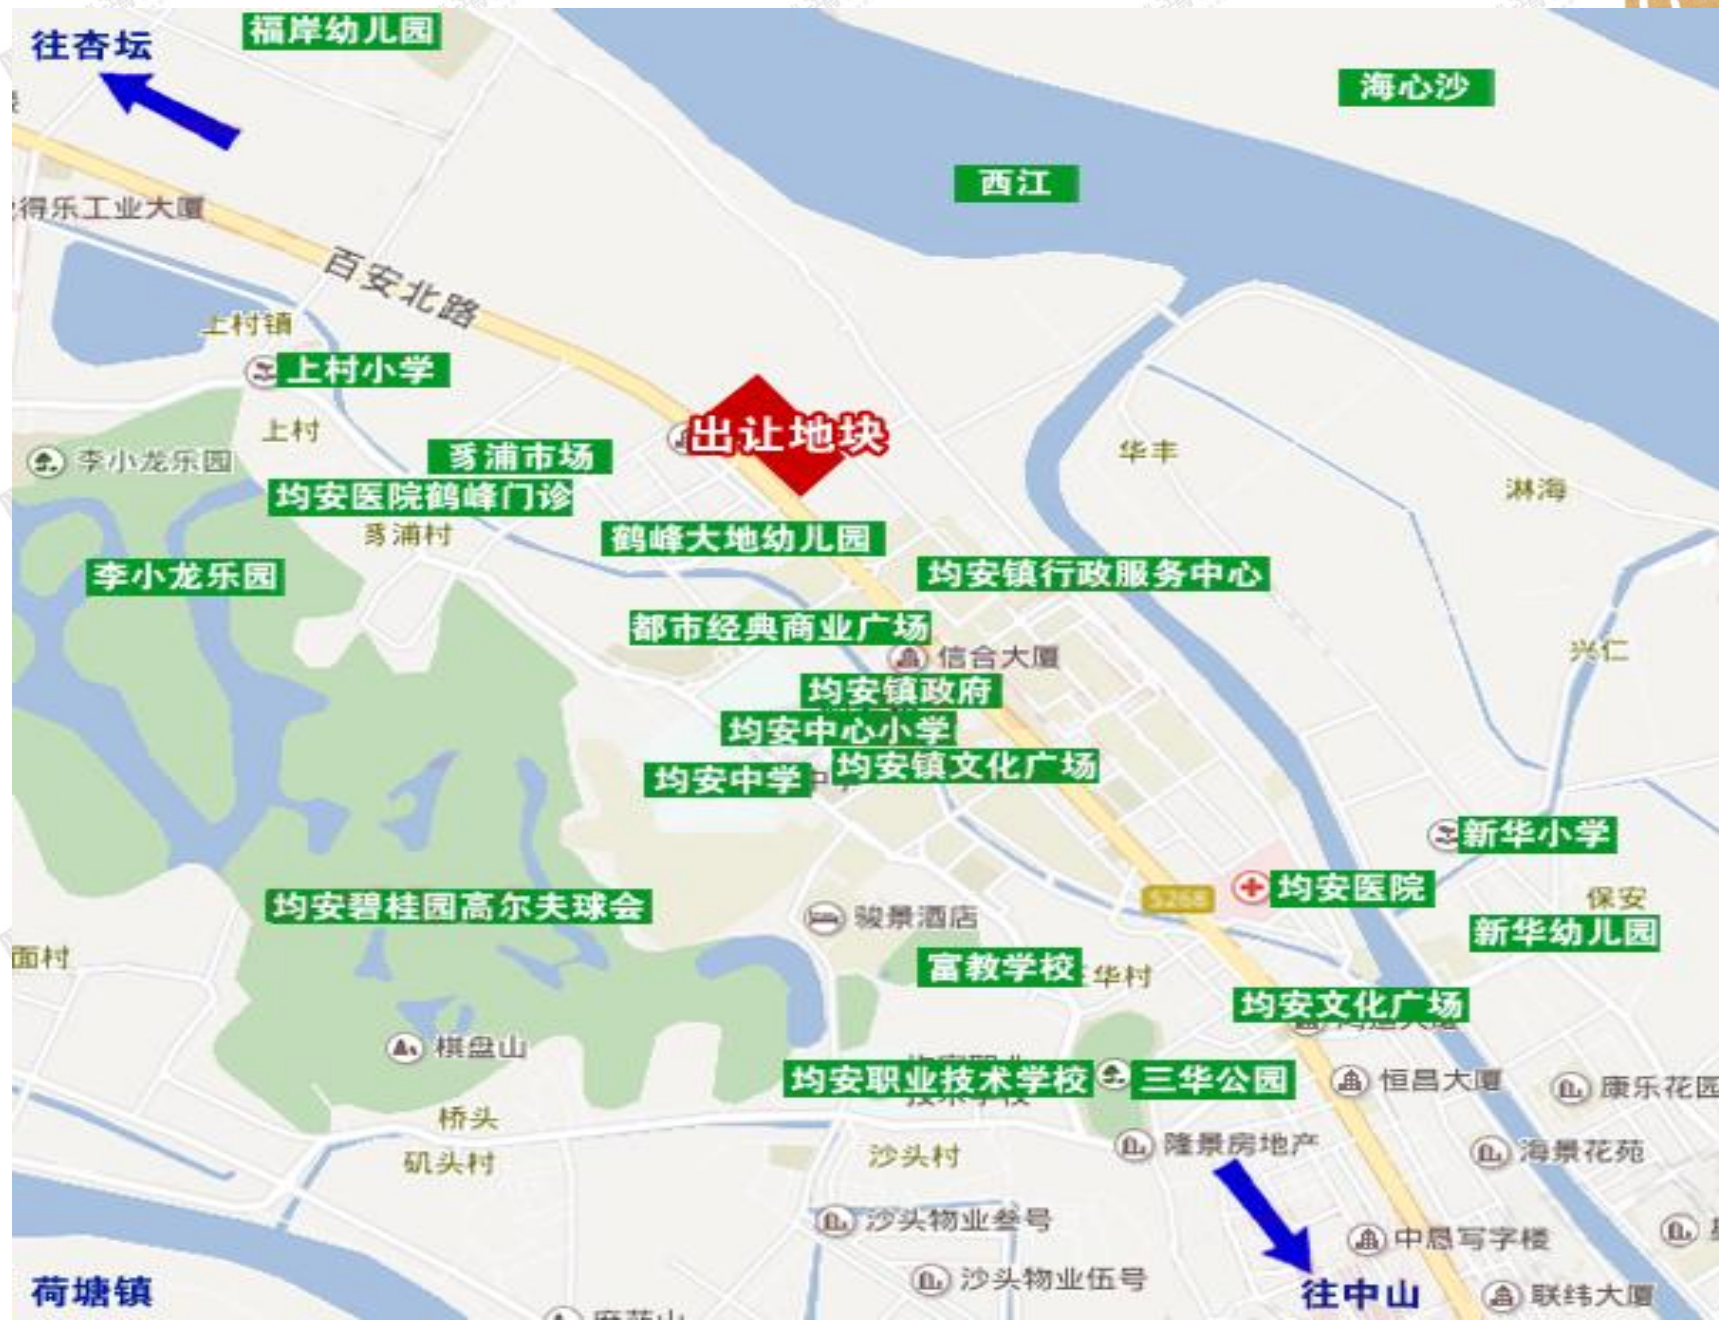 往杏坛
福岸幼儿园
海心沙
西江
得乐工业大厦
百安北路
上村镇
上村小学
上村
出让地块
李小龙乐园
豸浦市场
华丰
淋海
均安医院鹤峰门诊
豸浦村
鹤峰大地幼儿园
李小龙乐园
均安镇行政服务中心
都市经典商业广场
信合大厦
兴仁
均安镇政府
均安中心小学
均安镇文化广场
均安中学
新华小学
均安医院
S268
保安
均安碧桂园高尔夫球会
骏景酒店
新华幼儿园
面村
富教学校
华村
均安文化广场
棋盘山
均安职业技术学校
三华公园
恒昌大厦
康乐花园
桥头
矶头村
沙头村
隆景房地产
海景花苑
沙头物业叁号
中恳写字楼
荷塘镇
沙头物业伍号
往中山
联纬大厦